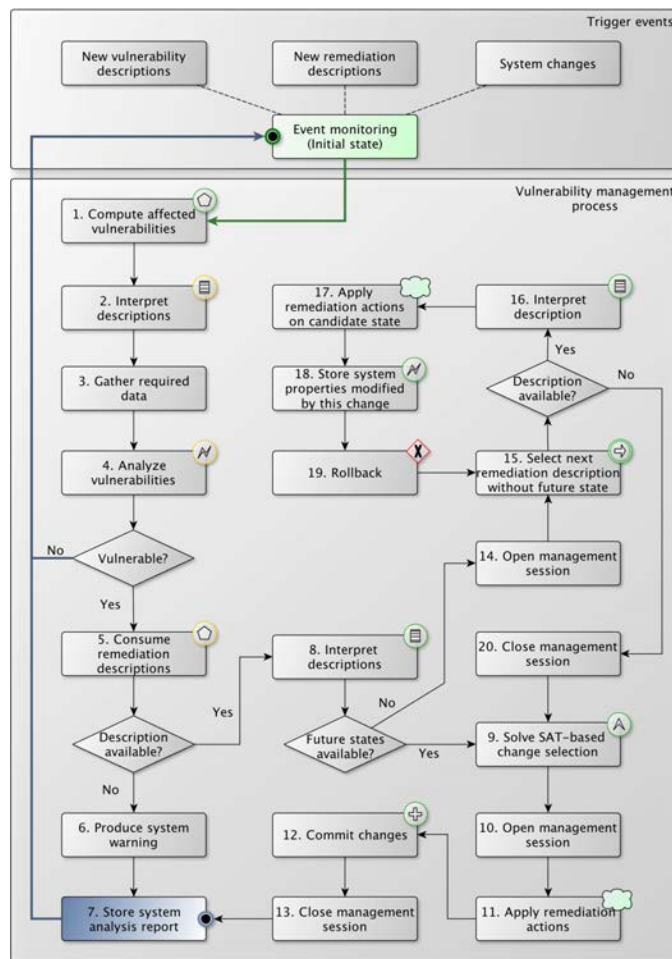 Trigger events
New vulnerability
descriptions
New remediation
descriptions
System changes
Event monitoring
(Initial state)
Vulnerability management
process
1. Compute affected
vulnerabilities
2. Interpret
descriptions
3. Gather required
data
4. Analyze
vulnerabilities
Vulnerable?
No
Yes
5. Consume
remediation
descriptions
Description
available?
Yes
No
6. Produce system
warning
7. Store system
analysis report
8. Interpret
descriptions
Future states
available?
No
Yes
9. Solve SAT-based
change selection
10. Open management
session
11. Apply remediation
actions
12. Commit changes
13. Close management
session
14. Open management
session
15. Select next
remediation description
without future state
Description
available?
Yes
No
16. Interpret
description
17. Apply
remediation actions
on candidate state
18. Store system
properties modified
by this change
19. Rollback
20. Close management
session